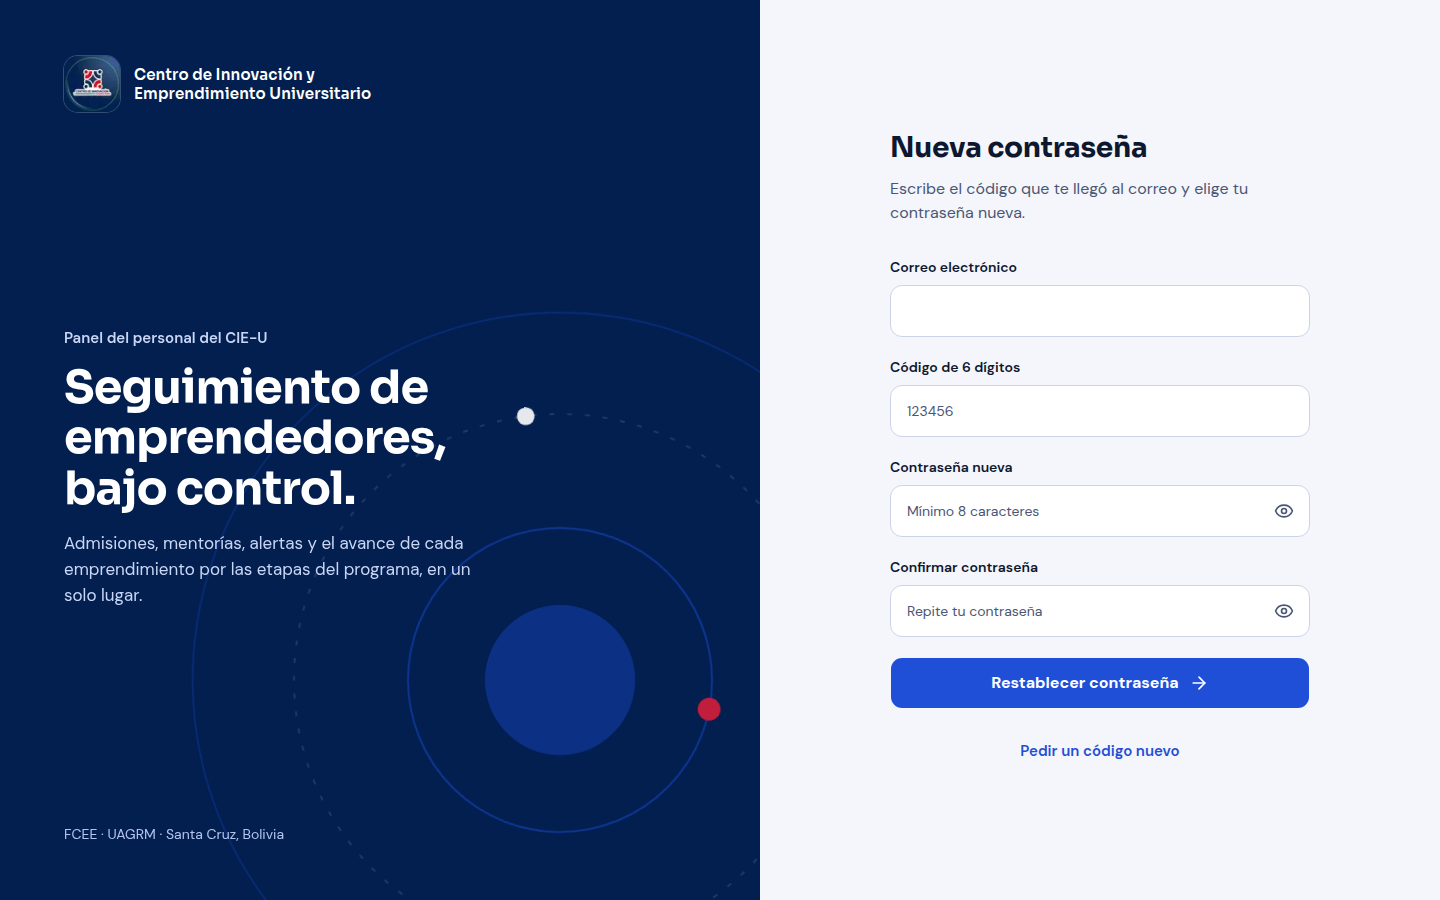 Centro de Innovación y
Emprendimiento Universitario
Panel del personal del CIE-U
Seguimiento de
emprendedores,
bajo control.
Admisiones, mentorías, alertas y el avance de cada
emprendimiento por las etapas del programa, en un
solo lugar.
FCEE · UAGRM · Santa Cruz, Bolivia
Nueva contraseña
Escribe el código que te llegó al correo y elige tu
contraseña nueva.
Correo electrónico
Código de 6 dígitos
123456
Contraseña nueva
Mínimo 8 caracteres
Confirmar contraseña
Repite tu contraseña
Restablecer contraseña
Pedir un código nuevo